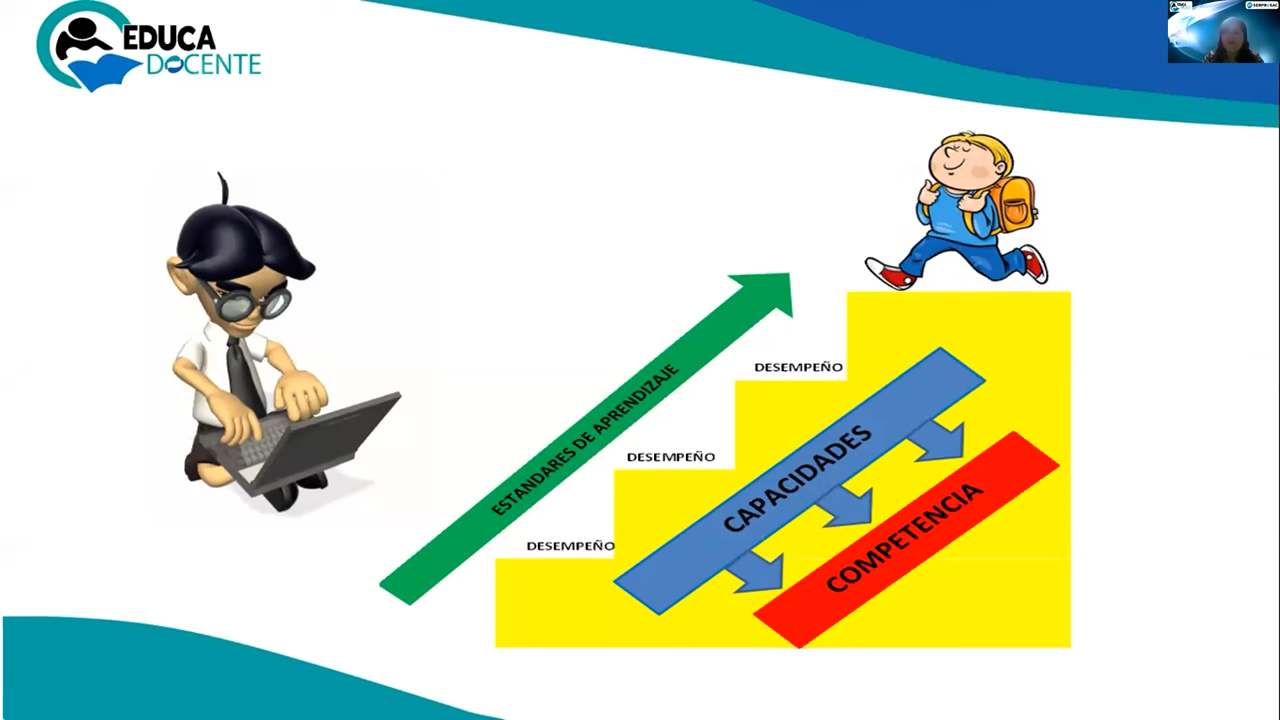 EDUCA
DOCENTE
DESEMPEÑO
ESTANDARES DE APRENDIZAJE
DESEMPEÑO
CAPACIDADES
DESEMPEÑO
COMPETENCIA